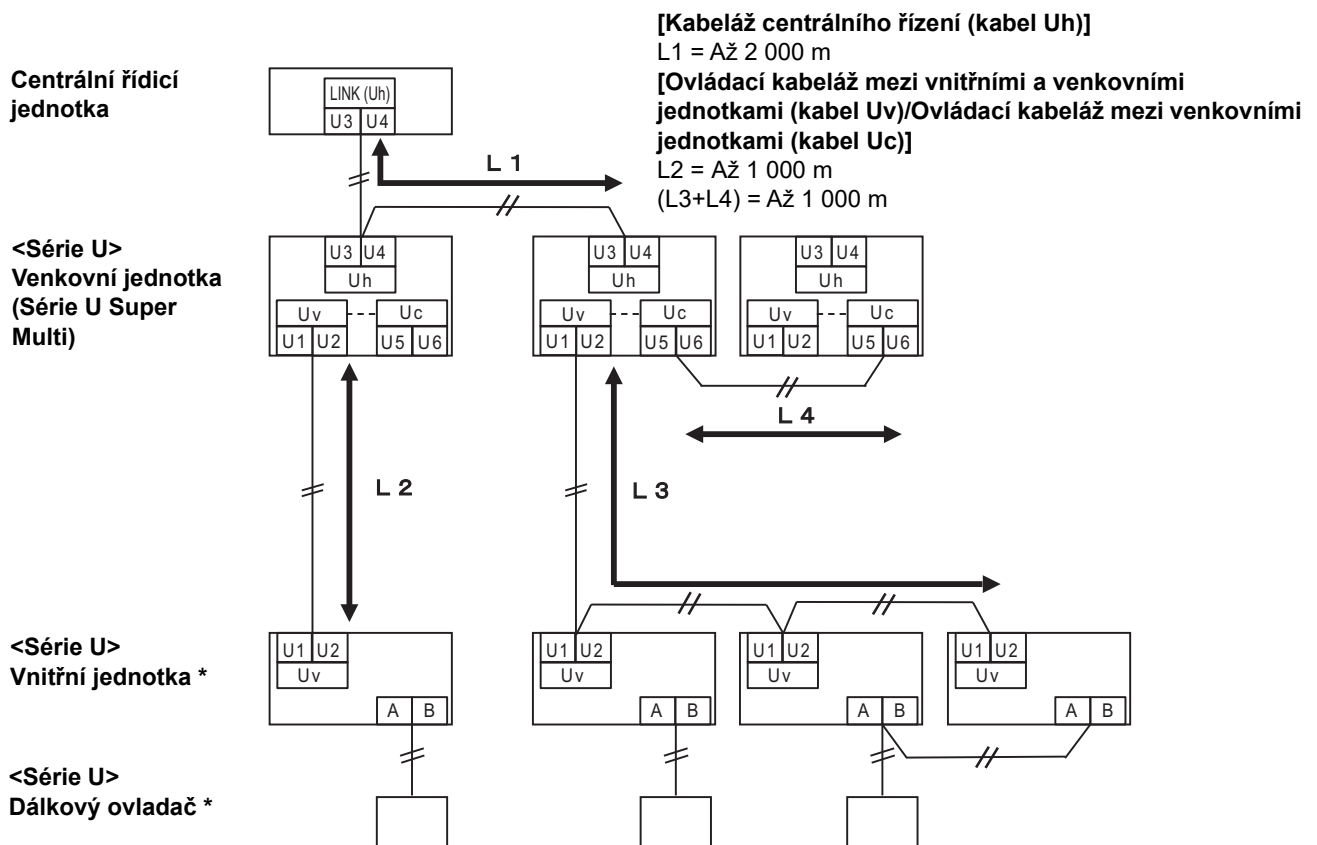 [Kabeláž centrálního řízení (kabel Uh)]
L1 = Až 2 000 m
[Ovládací kabeláž mezi vnitřními a venkovními
jednotkami (kabel Uv)/Ovládací kabeláž mezi venkovními
jednotkami (kabel Uc)]
L2 = Až 1 000 m
(L3+L4) = Až 1 000 m
Centrální řídicí
jednotka
LINK (Uh)
U3 U4
L 1
<Série U>
Venkovní jednotka
(Série U Super
Multi)
U3 U4 U3 U4 U3 U4
Uh Uh Uh
Uv Uc Uv Uc Uv Uc
U1 U2 U5 U6 U1 U2 U5 U6 U1 U2 U5 U6
L 4
L 2 L 3
<Série U>
Vnitřní jednotka *
U1 U2 U1 U2 U1 U2 U1 U2
Uv Uv Uv Uv
A B A B A B A B
<Série U>
Dálkový ovladač *